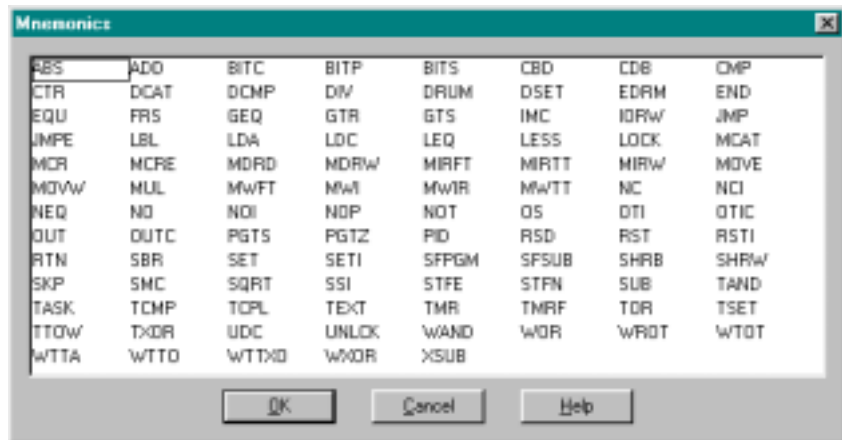 Mnemonics
ABS ADD BITC BITP BITS CBD CDB CMP
CTR DCAT DCMP DIV DRUM DSET EDRM END
EQU FRS GEQ GTR GTS IMC IORW JMP
JMPE LBL LDA LDC LEQ LESS LOCK MCAT
MCR MCRE MDRD MDRW MIRFT MIRTT MIRW MOVE
MOVW MUL MWFT MWI MWIR MWTT NC NCI
NEQ NO NOI NOP NOT OS OTI OTIC
OUT OUTC PGTS PGTZ PID RSD RST RSTI
RTN SBR SET SETI SFPGM SFSUB SHRB SHRW
SKP SMC SQRT SSI STFE STFN SUB TAND
TASK TCMP TCPL TEXT TMR TMRF TOR TSET
TTOW TXOR UDC UNLCK WAND WOR WROT WTOT
WTTA WTTO WTTXO WXOR XSUB
OK Cancel Help